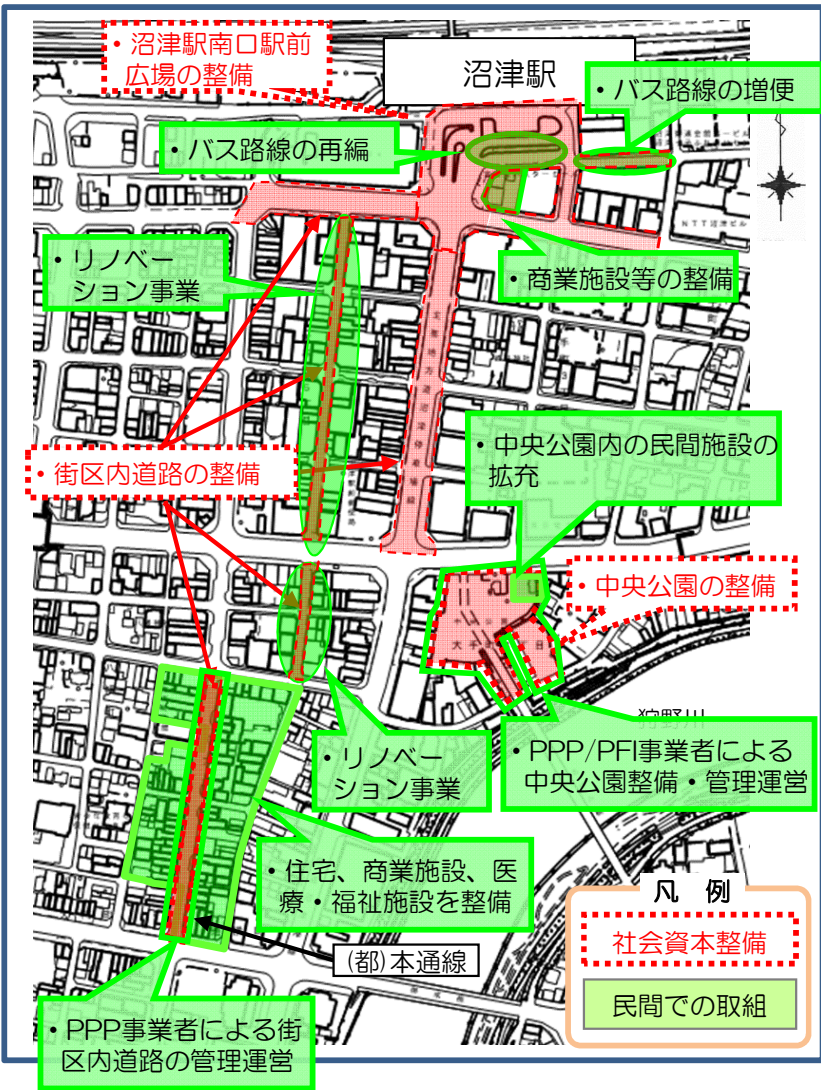 ・沼津駅南口駅前
広場の整備
沼津駅
・バス路線の増便
・バス路線の再編
NTT沼津ビル
・リノベー
ション事業
・商業施設等の整備
・街区内道路の整備
・中央公園内の民間施設の
拡充
・中央公園の整備
狩野川
・リノベー
ション事業
・PPP/PFI事業者による
中央公園整備・管理運営
・住宅、商業施設、医
療・福祉施設を整備
(都)本通線
・PPP事業者による街
区内道路の管理運営
凡 例
社会資本整備
民間での取組